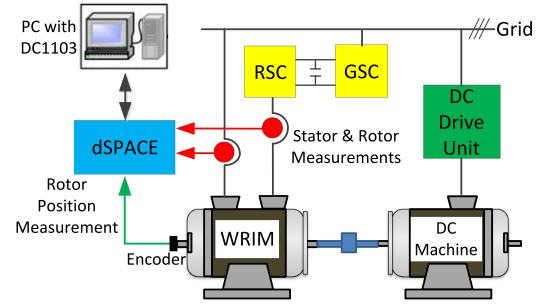 PC with
DC1103
Grid
RSC
GSC
DC
Drive
Unit
dSPACE
Stator & Rotor
Measurements
Rotor
Position
Measurement
Encoder
WRIM
DC
Machine